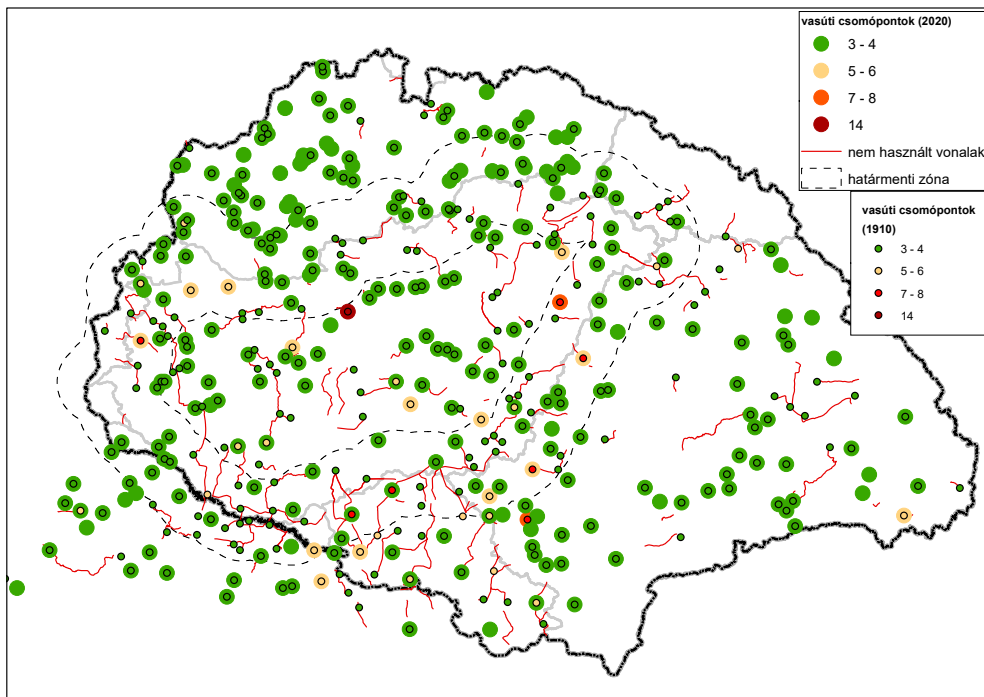 vasúti csomópontok (2020)
3 - 4
5 - 6
7 - 8
14
nem használt vonalak
határmenti zóna
vasúti csomópontok
(1910)
3 - 4
5 - 6
7 - 8
14